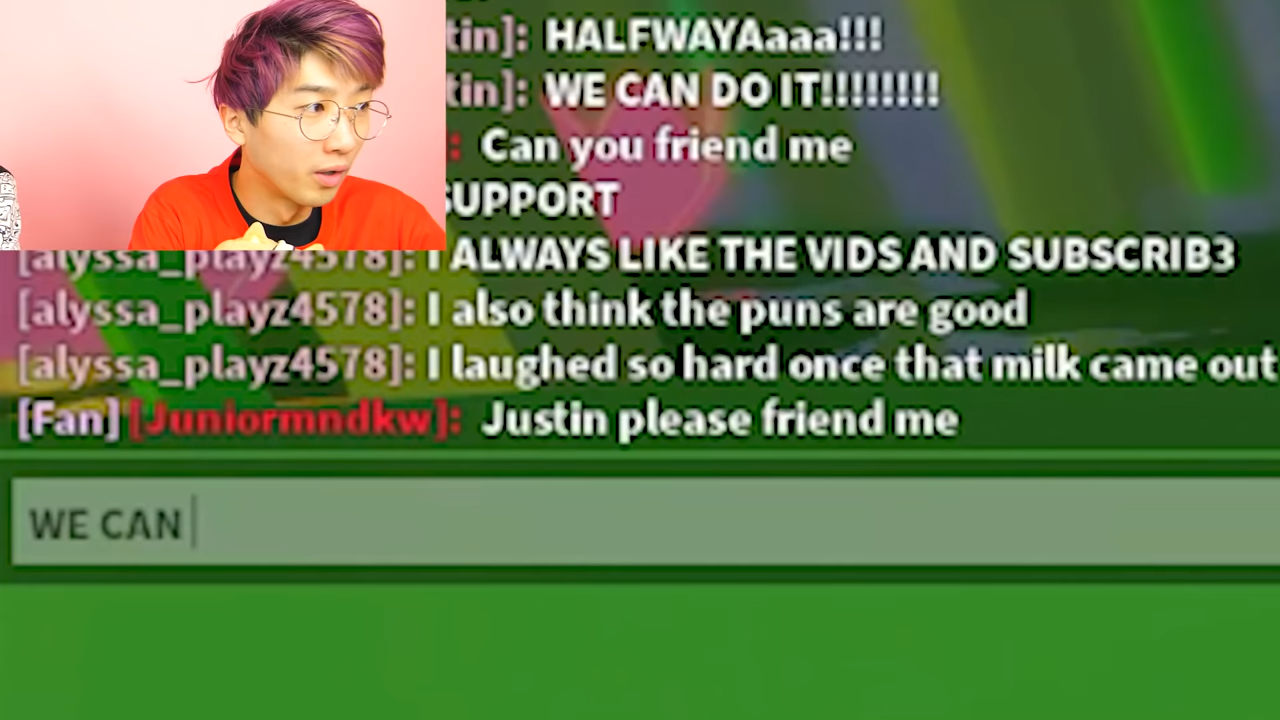 tin]: HALFWAYAaaa!!!
tin]: WE CAN DO IT!!!!!!!!!
: Can you friend me
SUPPORT
[alyssa_playz4578]: I ALWAYS LIKE THE VIDS AND SUBSCRIB3
[alyssa_playz4578]: I also think the puns are good
[alyssa_playz4578]: I laughed so hard once that milk came out
[Fan] [Juniormndkw]: Justin please friend me
WE CAN